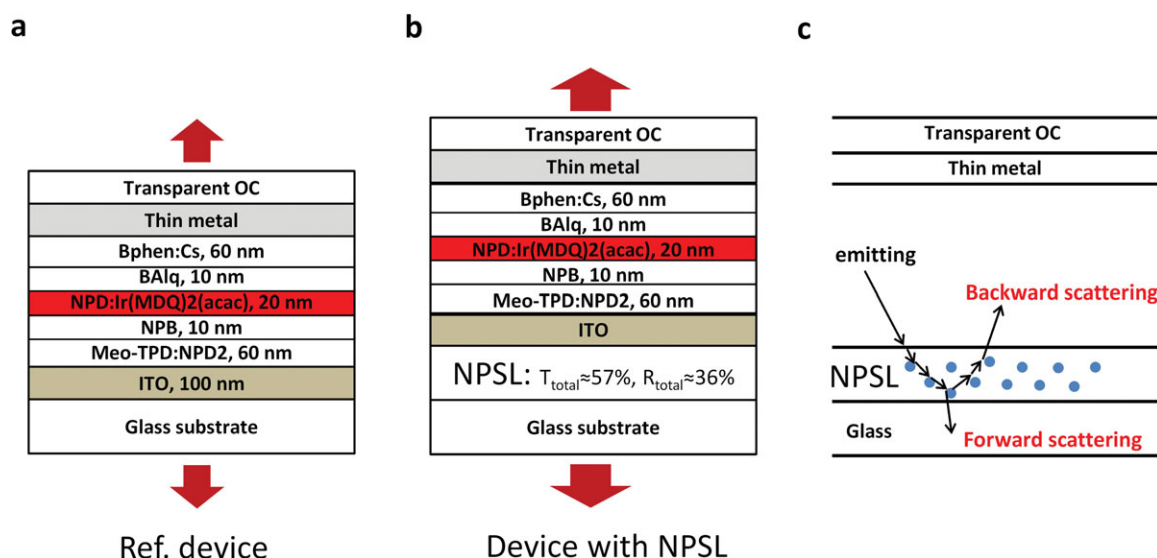 a
Transparent OC
Thin metal
Bphen:Cs, 60 nm
BAlq, 10 nm
NPD:Ir(MDQ)2(acac), 20 nm
NPB, 10 nm
Meo-TPD:NPD2, 60 nm
ITO, 100 nm
Glass substrate
Ref. device
b
Transparent OC
Thin metal
Bphen:Cs, 60 nm
BAlq, 10 nm
NPD:Ir(MDQ)2(acac), 20 nm
NPB, 10 nm
Meo-TPD:NPD2, 60 nm
ITO
NPSL: Ttotal≈57%, Rtotal≈36%
Glass substrate
Device with NPSL
c
Transparent OC
Thin metal
emitting
Backward scattering
NPSL
Glass
Forward scattering